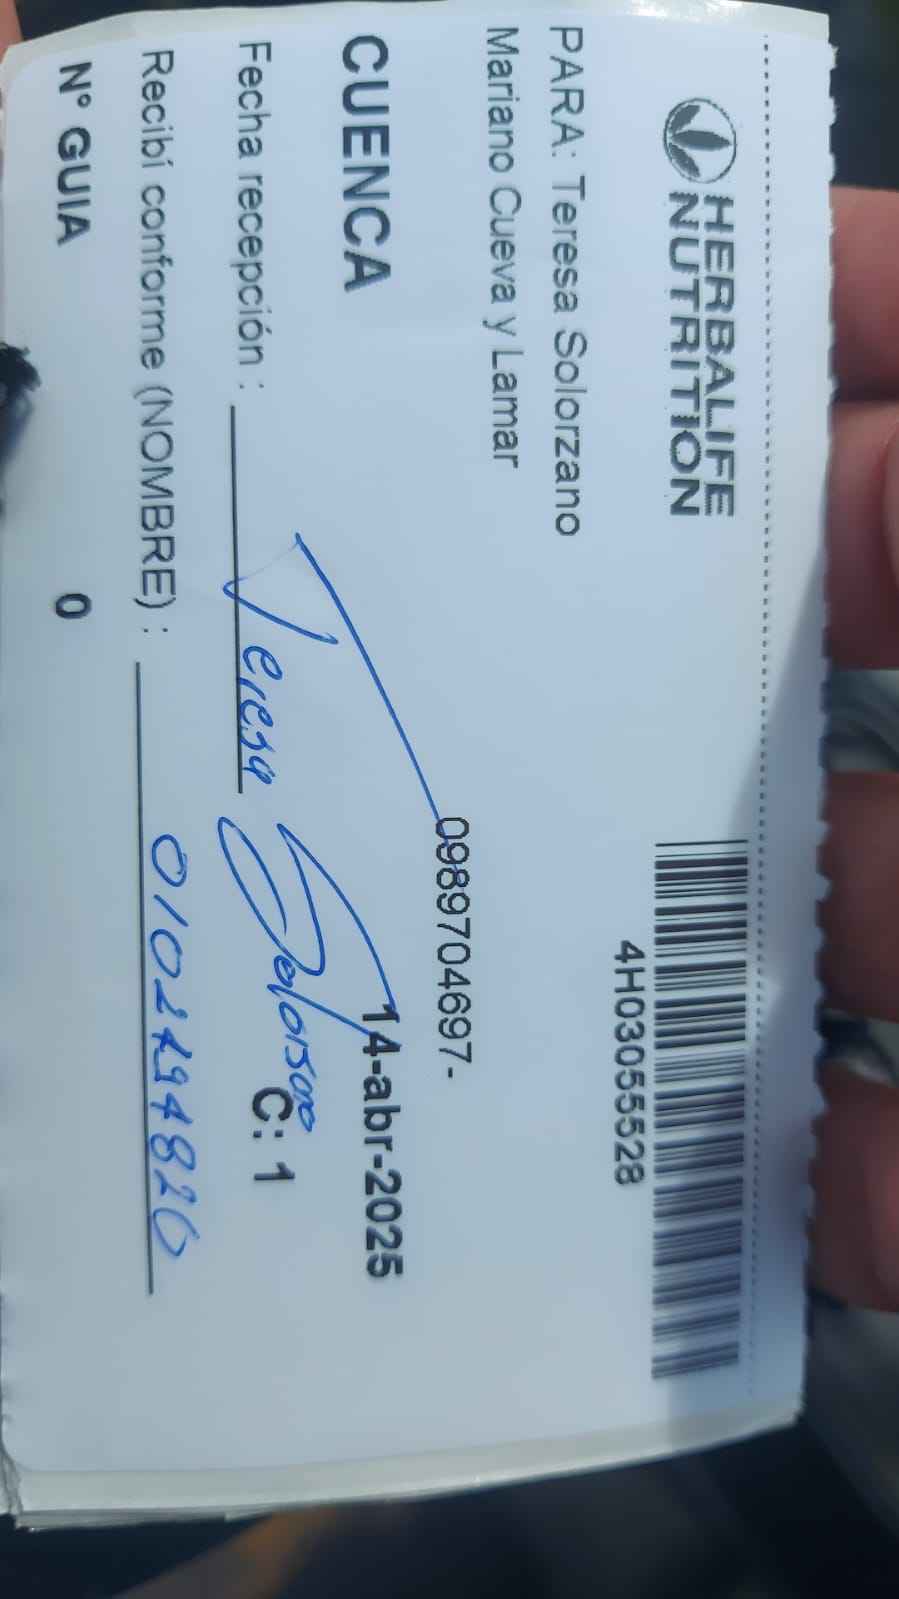 HERBALIFE
NUTRITION
4H03055528
PARA: Teresa Solorzano
Mariano Cueva y Lamar
0989704697-
CUENCA
14-abr-2025
Fecha recepción : Teresa Solorsano
C: 1
Recibí conforme (NOMBRE) :
N° GUIA 0